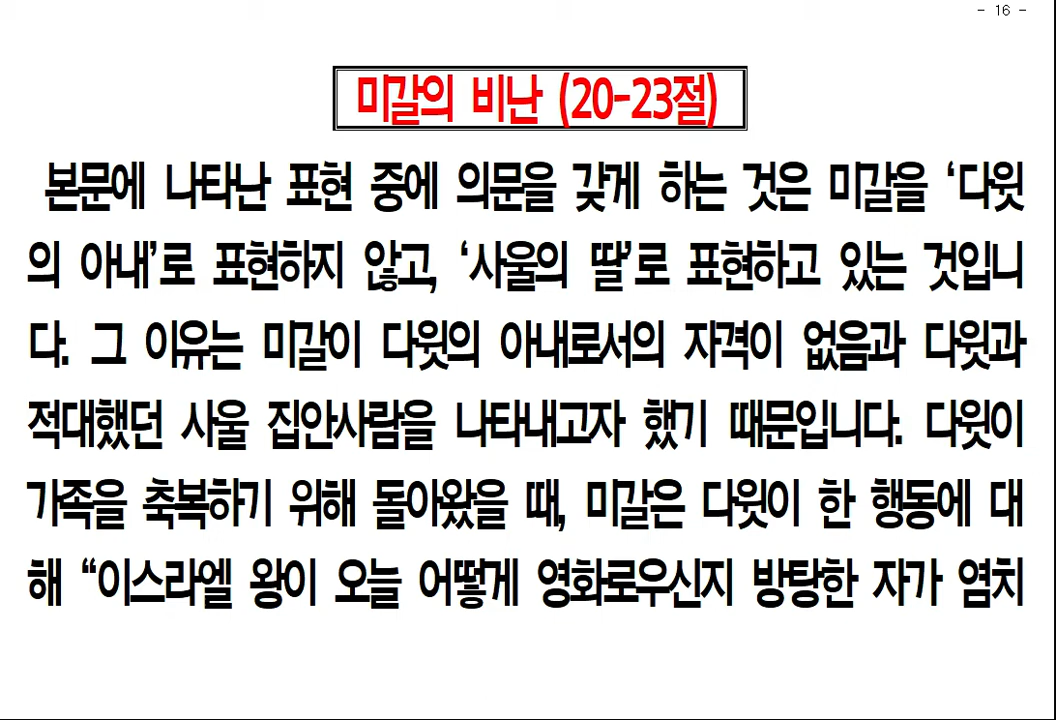 - 16 -
미갈의 비난 (20-23절)
본문에 나타난 표현 중에 의문을 갖게 하는 것은 미갈을 ‘다윗
의 아내’로 표현하지 않고, ‘사울의 딸’로 표현하고 있는 것입니
다. 그 이유는 미갈이 다윗의 아내로서의 자격이 없음과 다윗과
적대했던 사울 집안사람을 나타내고자 했기 때문입니다. 다윗이
가족을 축복하기 위해 돌아왔을 때, 미갈은 다윗이 한 행동에 대
해 “이스라엘 왕이 오늘 어떻게 영화로우신지 방탕한 자가 염치